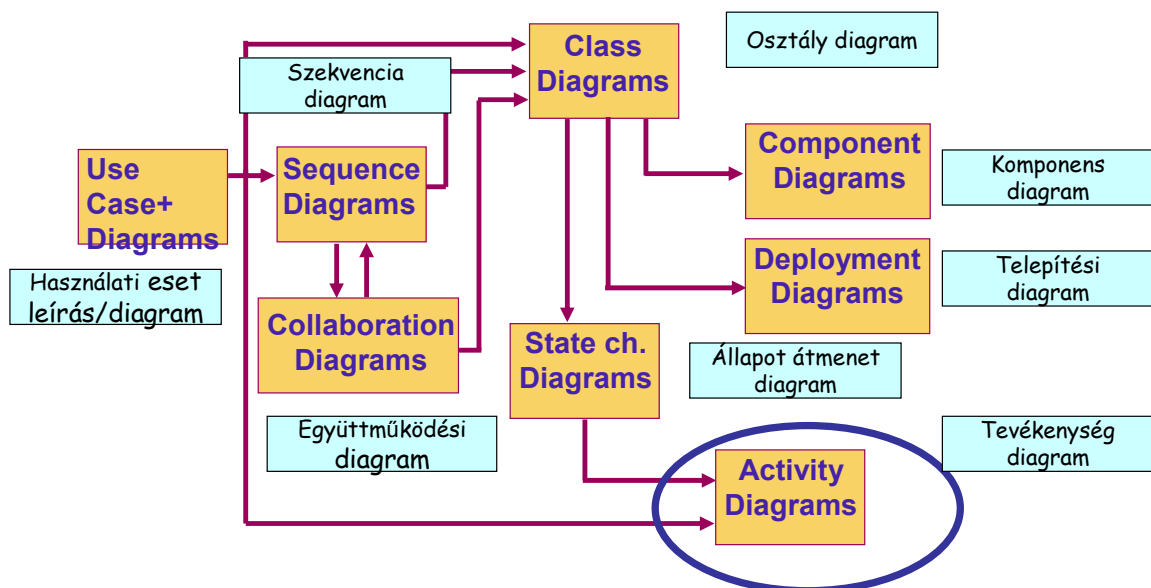 Class
Diagrams
Osztály diagram
Szekvencia
diagram
Use
Case+
Diagrams
Sequence
Diagrams
Component
Diagrams
Komponens
diagram
Használati eset
leírás/diagram
Collaboration
Diagrams
Deployment
Diagrams
Telepítési
diagram
State ch.
Diagrams
Állapot átmenet
diagram
Együttműködési
diagram
Activity
Diagrams
Tevékenység
diagram